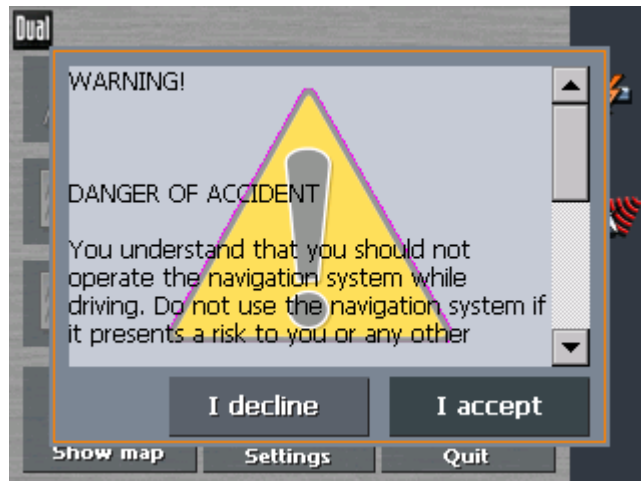 Dual
WARNING!
DANGER OF ACCIDENT
You understand that you should not
operate the navigation system while
driving. Do not use the navigation system if
it presents a risk to you or any other
I decline
I accept
Show map
Settings
Quit